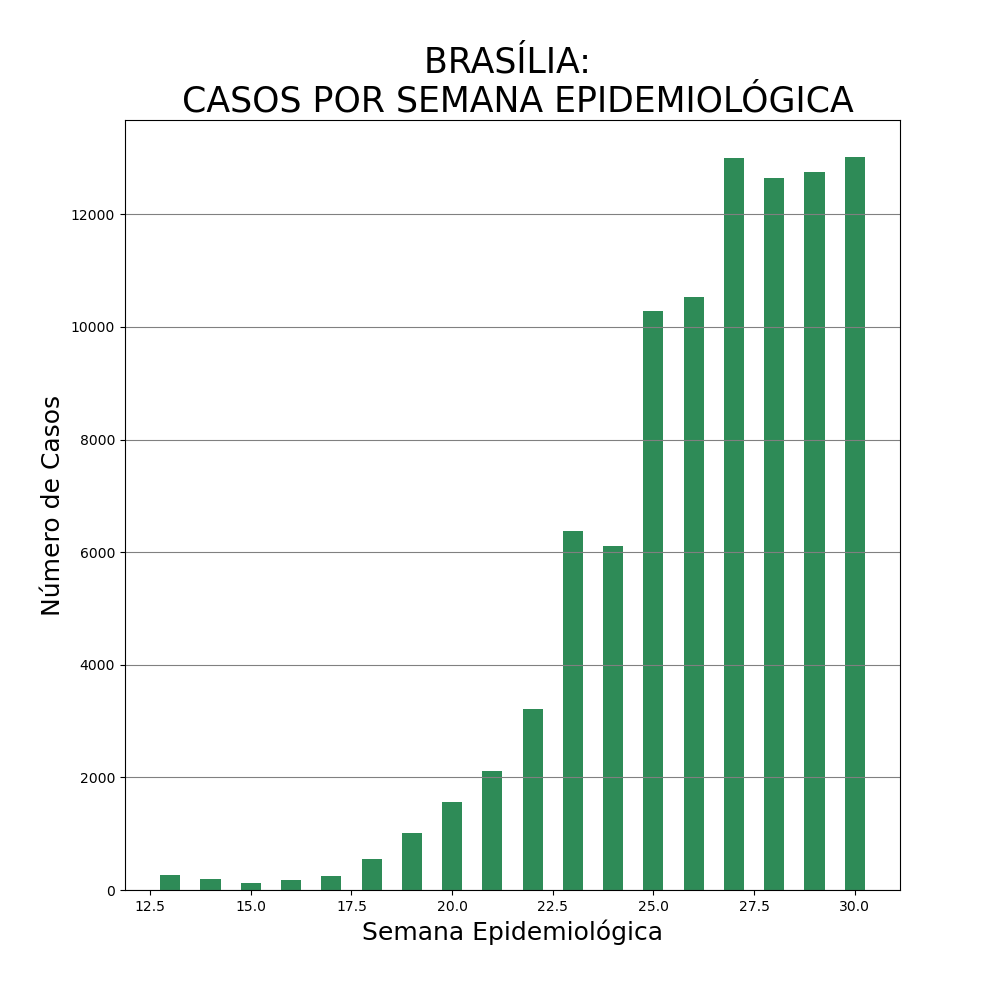 BRASÍLIA:
CASOS POR SEMANA EPIDEMIOLÓGICA
12000
10000
8000
6000
4000
2000
0
Número de Casos
12.5 15.0 17.5 20.0 22.5 25.0 27.5 30.0
Semana Epidemiológica